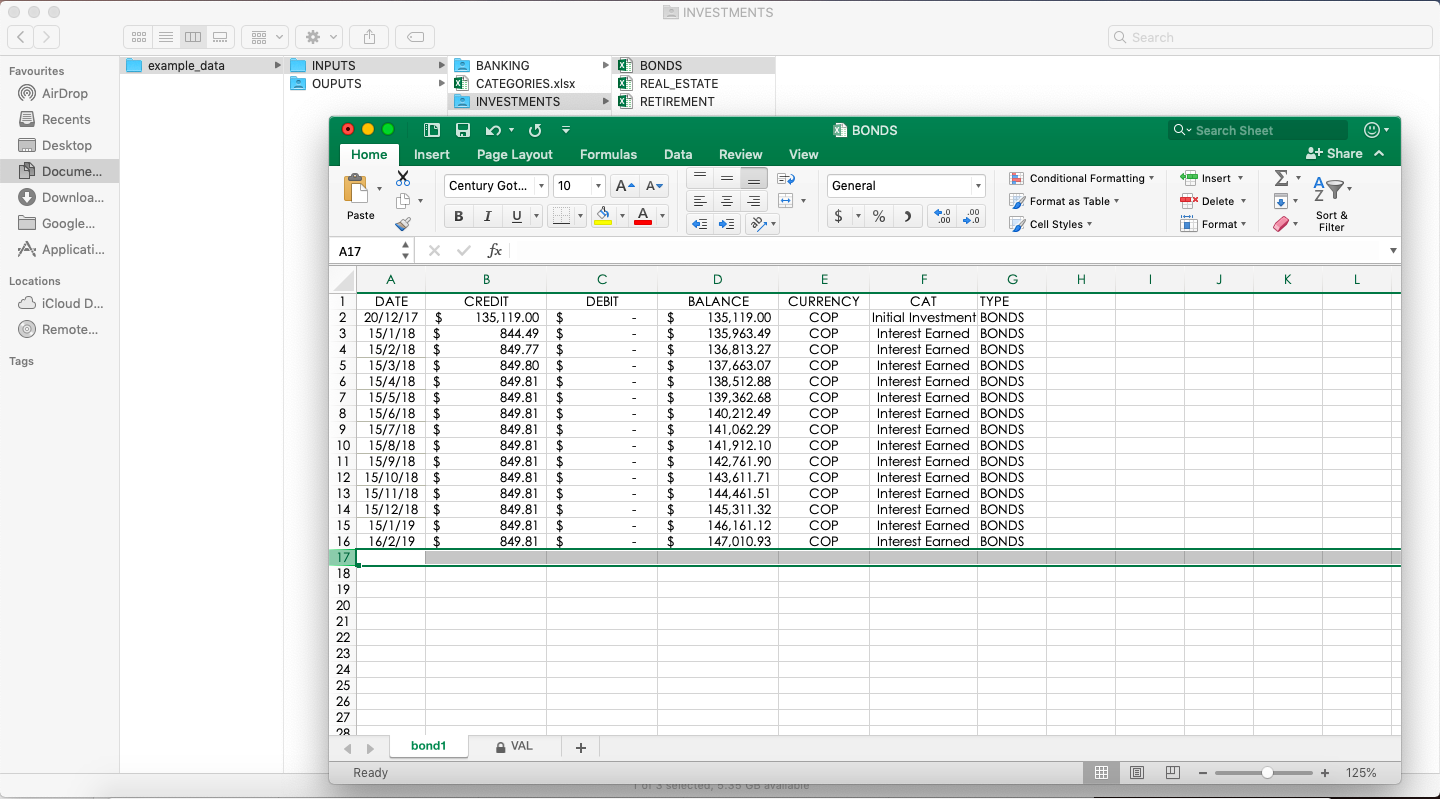 INVESTMENTS
Search
Favourites
AirDrop
Recents
Desktop
Docume...
Downloa...
Google...
Applicati...
Locations
iCloud D...
Remote...
Tags
example_data
INPUTS
OUPUTS
BANKING
CATEGORIES.xlsx
INVESTMENTS
BONDS
REAL_ESTATE
RETIREMENT
BONDS
Search Sheet
Home Insert Page Layout Formulas Data Review View Share
Paste
Century Got... 10
B I U
General
$ %
Conditional Formatting
Format as Table
Cell Styles
Insert
Delete
Format
Sort &
Filter
A17 fx
A B C D E F G H I J K L
1 DATE CREDIT DEBIT BALANCE CURRENCY CAT TYPE
2 20/12/17 $ 135,119.00 $ - $ 135,119.00 COP Initial Investment BONDS
3 15/1/18 $ 844.49 $ - $ 135,963.49 COP Interest Earned BONDS
4 15/2/18 $ 849.77 $ - $ 136,813.27 COP Interest Earned BONDS
5 15/3/18 $ 849.80 $ - $ 137,663.07 COP Interest Earned BONDS
6 15/4/18 $ 849.81 $ - $ 138,512.88 COP Interest Earned BONDS
7 15/5/18 $ 849.81 $ - $ 139,362.68 COP Interest Earned BONDS
8 15/6/18 $ 849.81 $ - $ 140,212.49 COP Interest Earned BONDS
9 15/7/18 $ 849.81 $ - $ 141,062.29 COP Interest Earned BONDS
10 15/8/18 $ 849.81 $ - $ 141,912.10 COP Interest Earned BONDS
11 15/9/18 $ 849.81 $ - $ 142,761.90 COP Interest Earned BONDS
12 15/10/18 $ 849.81 $ - $ 143,611.71 COP Interest Earned BONDS
13 15/11/18 $ 849.81 $ - $ 144,461.51 COP Interest Earned BONDS
14 15/12/18 $ 849.81 $ - $ 145,311.32 COP Interest Earned BONDS
15 15/1/19 $ 849.81 $ - $ 146,161.12 COP Interest Earned BONDS
16 16/2/19 $ 849.81 $ - $ 147,010.93 COP Interest Earned BONDS
17
18
19
20
21
22
23
24
25
26
27
28
bond1 VAL +
Ready 125%
1 of 3 selected, 5.35 GB available